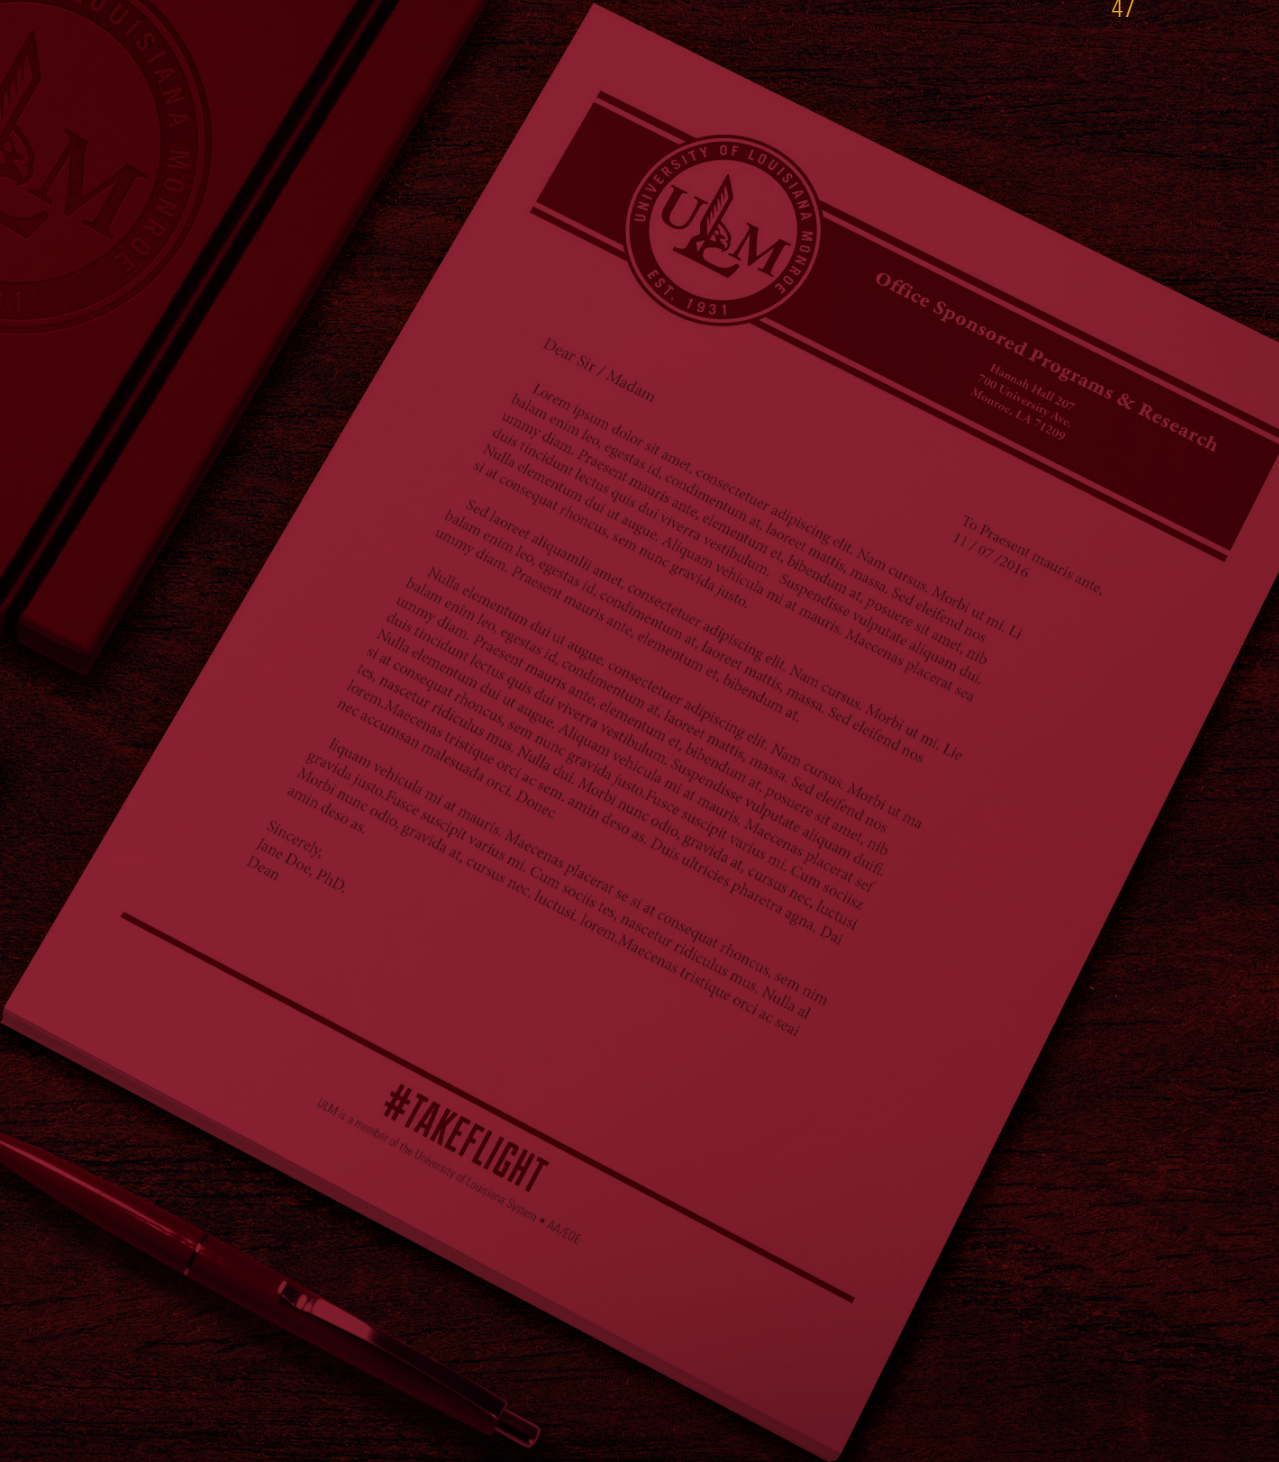 47
LOUISIANA MONROE
LM
31
UNIVERSITY OF LOUISIANA MONROE
ULM
EST. 1931
Office Sponsored Programs & Research
Hannah Hall 207
700 University Ave.
Monroe, LA 71209
To Praesent mauris ante,
11 / 07 /2016
Dear Sir / Madam
Lorem ipsum dolor sit amet, consectetuer adipiscing elit. Nam cursus. Morbi ut mi. Li
balam enim leo, egestas id, condimentum at, laoreet mattis, massa. Sed eleifend nos
ummy diam. Praesent mauris ante, elementum et, bibendum at, posuere sit amet, nib
duis tincidunt lectus quis dui viverra vestibulum. Suspendisse vulputate aliquam dui.
Nulla elementum dui ut augue. Aliquam vehicula mi at mauris. Maecenas placerat sea
si at consequat rhoncus, sem nunc gravida justo.
Sed laoreet aliquamlii amet, consectetuer adipiscing elit. Nam cursus. Morbi ut mi. Lie
balam enim leo, egestas id, condimentum at, laoreet mattis, massa. Sed eleifend nos
ummy diam. Praesent mauris ante, elementum et, bibendum at.
Nulla elementum dui ut augue. consectetuer adipiscing elit. Nam cursus. Morbi ut ma
balam enim leo, egestas id, condimentum at, laoreet mattis, massa. Sed eleifend nos
ummy diam. Praesent mauris ante, elementum et, bibendum at, posuere sit amet, nib
duis tincidunt lectus quis dui viverra vestibulum. Suspendisse vulputate aliquam duifi.
Nulla elementum dui ut augue. Aliquam vehicula mi at mauris. Maecenas placerat sef
si at consequat rhoncus, sem nunc gravida justo.Fusce suscipit varius mi. Cum sociisz
tes, nascetur ridiculus mus. Nulla dui. Morbi nunc odio, gravida at, cursus nec, luctusi
lorem.Maecenas tristique orci ac sem. amin deso as. Duis ultricies pharetra agna. Dai
nec accumsan malesuada orci. Donec
liquam vehicula mi at mauris. Maecenas placerat se si at consequat rhoncus, sem nim
gravida justo.Fusce suscipit varius mi. Cum sociis tes, nascetur ridiculus mus. Nulla al
Morbi nunc odio, gravida at, cursus nec, luctusi. lorem.Maecenas tristique orci ac seai
amin deso as.
Sincerely,
Jane Doe, PhD.
Dean
#TAKEFLIGHT
ULM is a member of the University of Louisiana System • AA/EOE